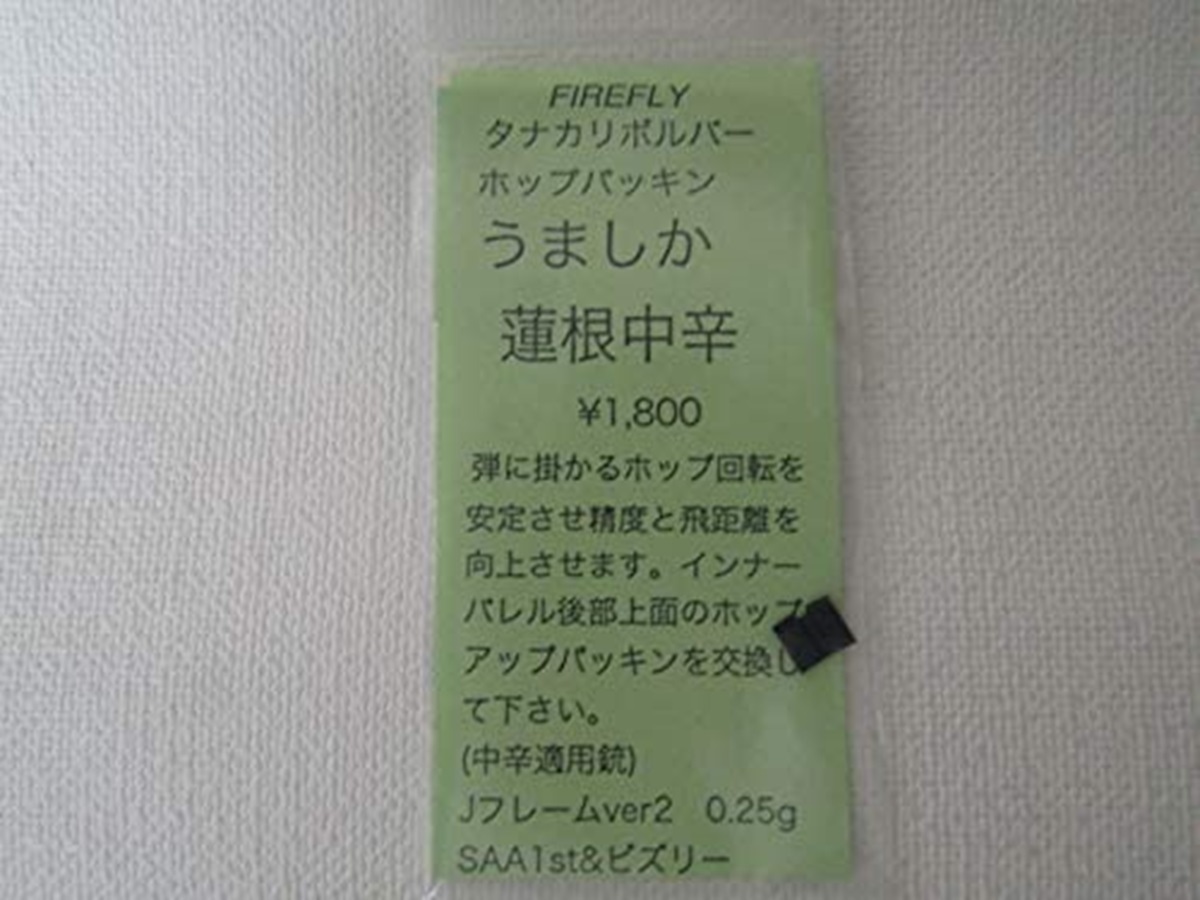 FIREFLY
タナカリボルバー
ホップパッキン
うましか
蓮根中辛
¥1,800
弾に掛かるホップ回転を
安定させ精度と飛距離を
向上させます。インナー
バレル後部上面のホップ
アップパッキンを交換し
て下さい。
(中辛適用銃)
Jフレームver2 0.25g
SAA1st&ビズリー